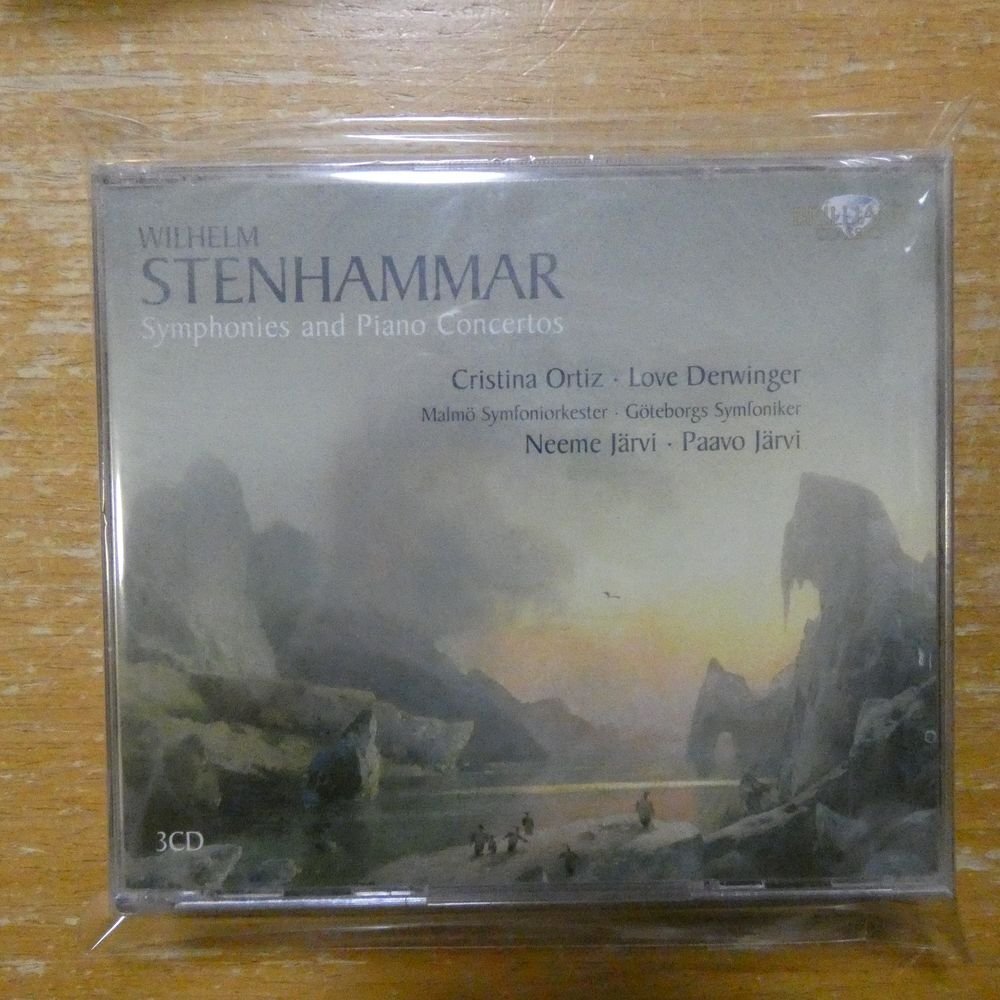 WILHELM
STENHAMMAR
Symphonies and Piano Concertos
Cristina Ortiz · Love Derwinger
Malmö Symfoniorkester · Göteborgs Symfoniker
Neeme Järvi · Paavo Järvi
3CD